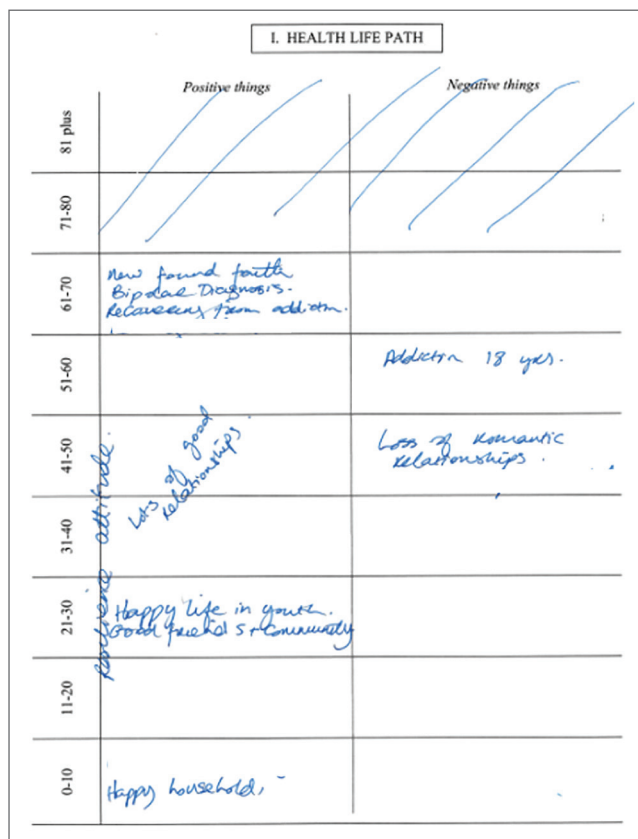 I. HEALTH LIFE PATH
Positive things
Negative things
81 plus
71-80
61-70
New found faith
Bipolar Diagnosis.
Recovering from addiction.
51-60
Addiction 18 yrs.
41-50
Lots of good
Relationships.
Loss of Romantic
Relationships.
31-40
attitude.
21-30
Happy life in youth.
Good friends + Community
11-20
0-10
Happy household,